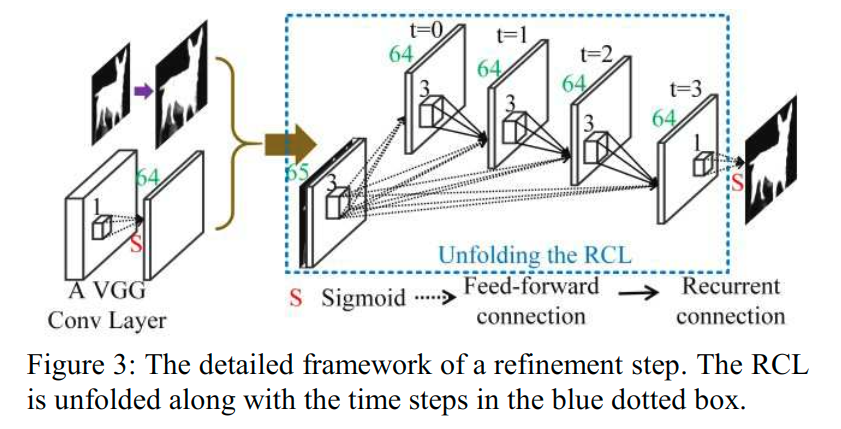 t=0
t=1
t=2
t=3
64
64
64
64
64
65
3
3
3
3
1
1
S
S
Unfolding the RCL
A VGG
Conv Layer
S Sigmoid
Feed-forward
connection
Recurrent
connection
Figure 3: The detailed framework of a refinement step. The RCL
is unfolded along with the time steps in the blue dotted box.